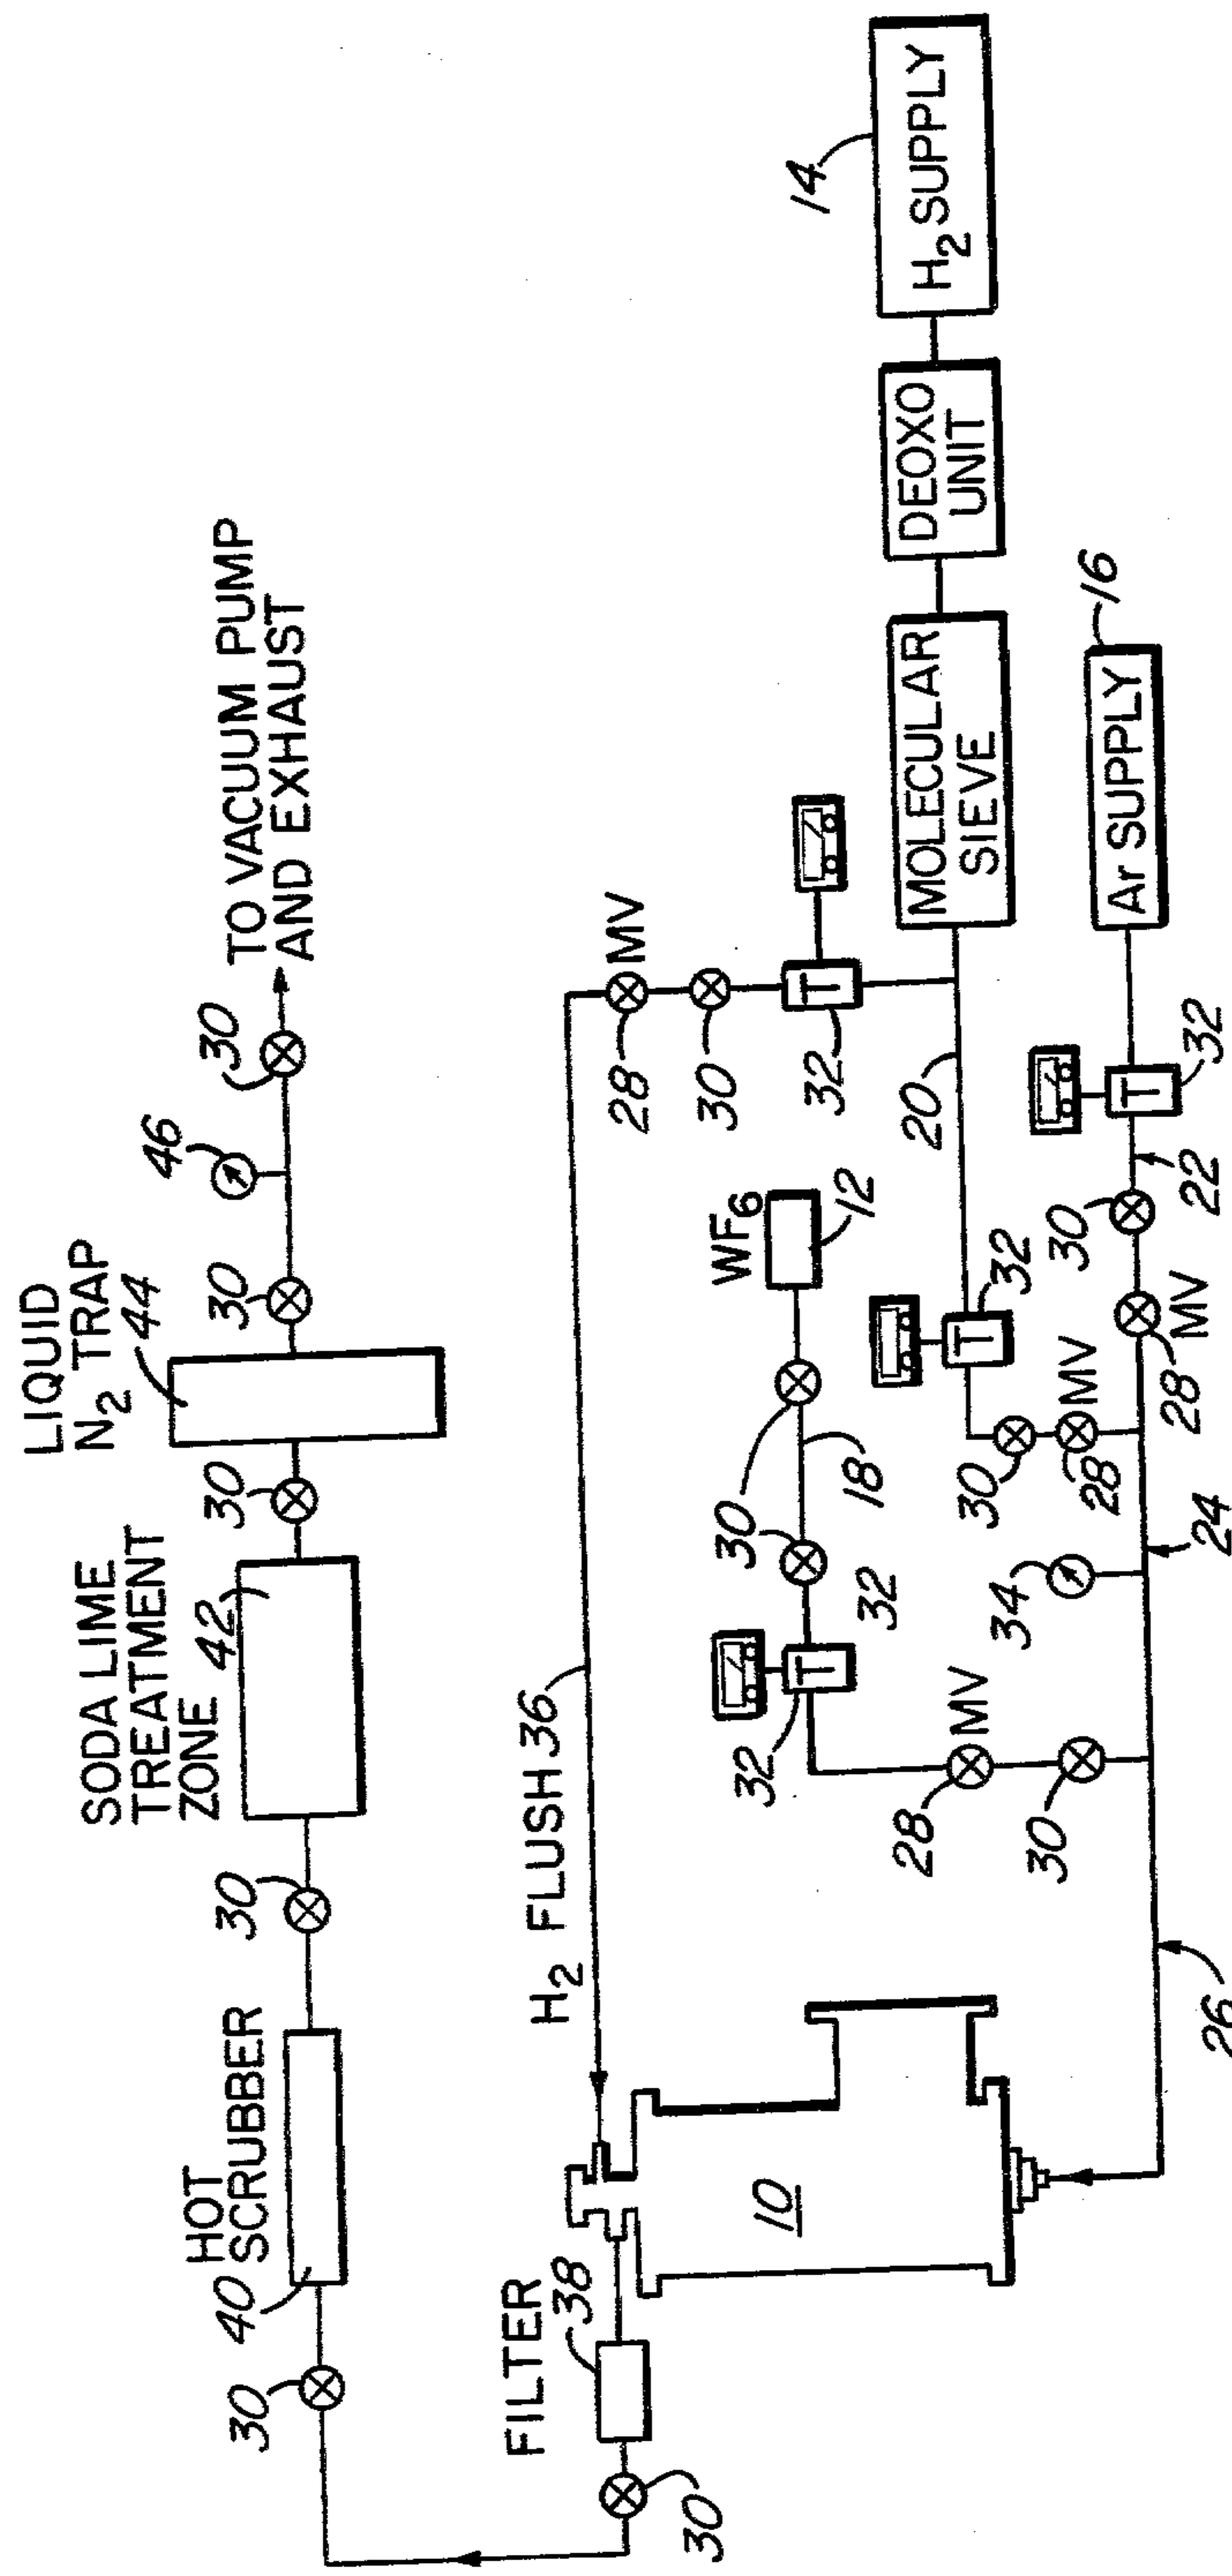 LIQUID
N2 TRAP
44
SODA LIME
TREATMENT
ZONE 42
HOT
SCRUBBER
40
30
30
30
30
46
30
TO VACUUM PUMP
AND EXHAUST
FILTER
38
30
H2 FLUSH 36
28
MV
30
32
10
WF6
12
30
18
32
32
28
MV
30
20
32
30
28
MV
MOLECULAR
SIEVE
DEOXO
UNIT
14
H2 SUPPLY
Ar SUPPLY
16
32
22
30
28
MV
34
24
26